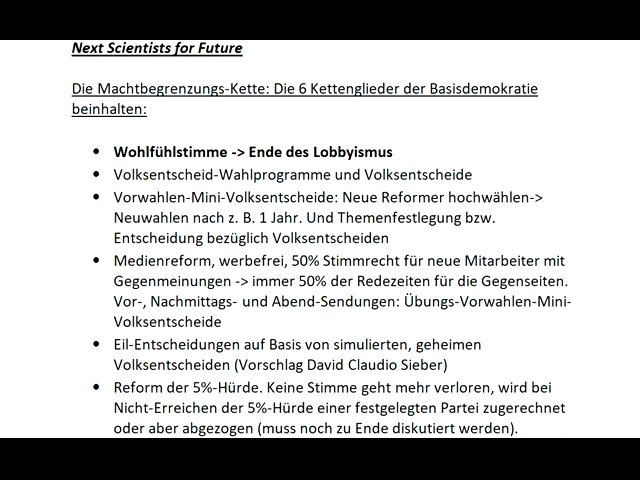 Next Scientists for Future
Die Machtbegrenzungs-Kette: Die 6 Kettenglieder der Basisdemokratie
beinhalten:
• Wohlfühlstimme -> Ende des Lobbyismus
• Volksentscheid-Wahlprogramme und Volksentscheide
• Vorwahlen-Mini-Volksentscheide: Neue Reformer hochwählen->
Neuwahlen nach z. B. 1 Jahr. Und Themenfestlegung bzw.
Entscheidung bezüglich Volksentscheiden
• Medienreform, werbefrei, 50% Stimmrecht für neue Mitarbeiter mit
Gegenmeinungen -> immer 50% der Redezeiten für die Gegenseiten.
Vor-, Nachmittags- und Abend-Sendungen: Übungs-Vorwahlen-Mini-
Volksentscheide
• Eil-Entscheidungen auf Basis von simulierten, geheimen
Volksentscheiden (Vorschlag David Claudio Sieber)
• Reform der 5%-Hürde. Keine Stimme geht mehr verloren, wird bei
Nicht-Erreichen der 5%-Hürde einer festgelegten Partei zugerechnet
oder aber abgezogen (muss noch zu Ende diskutiert werden).